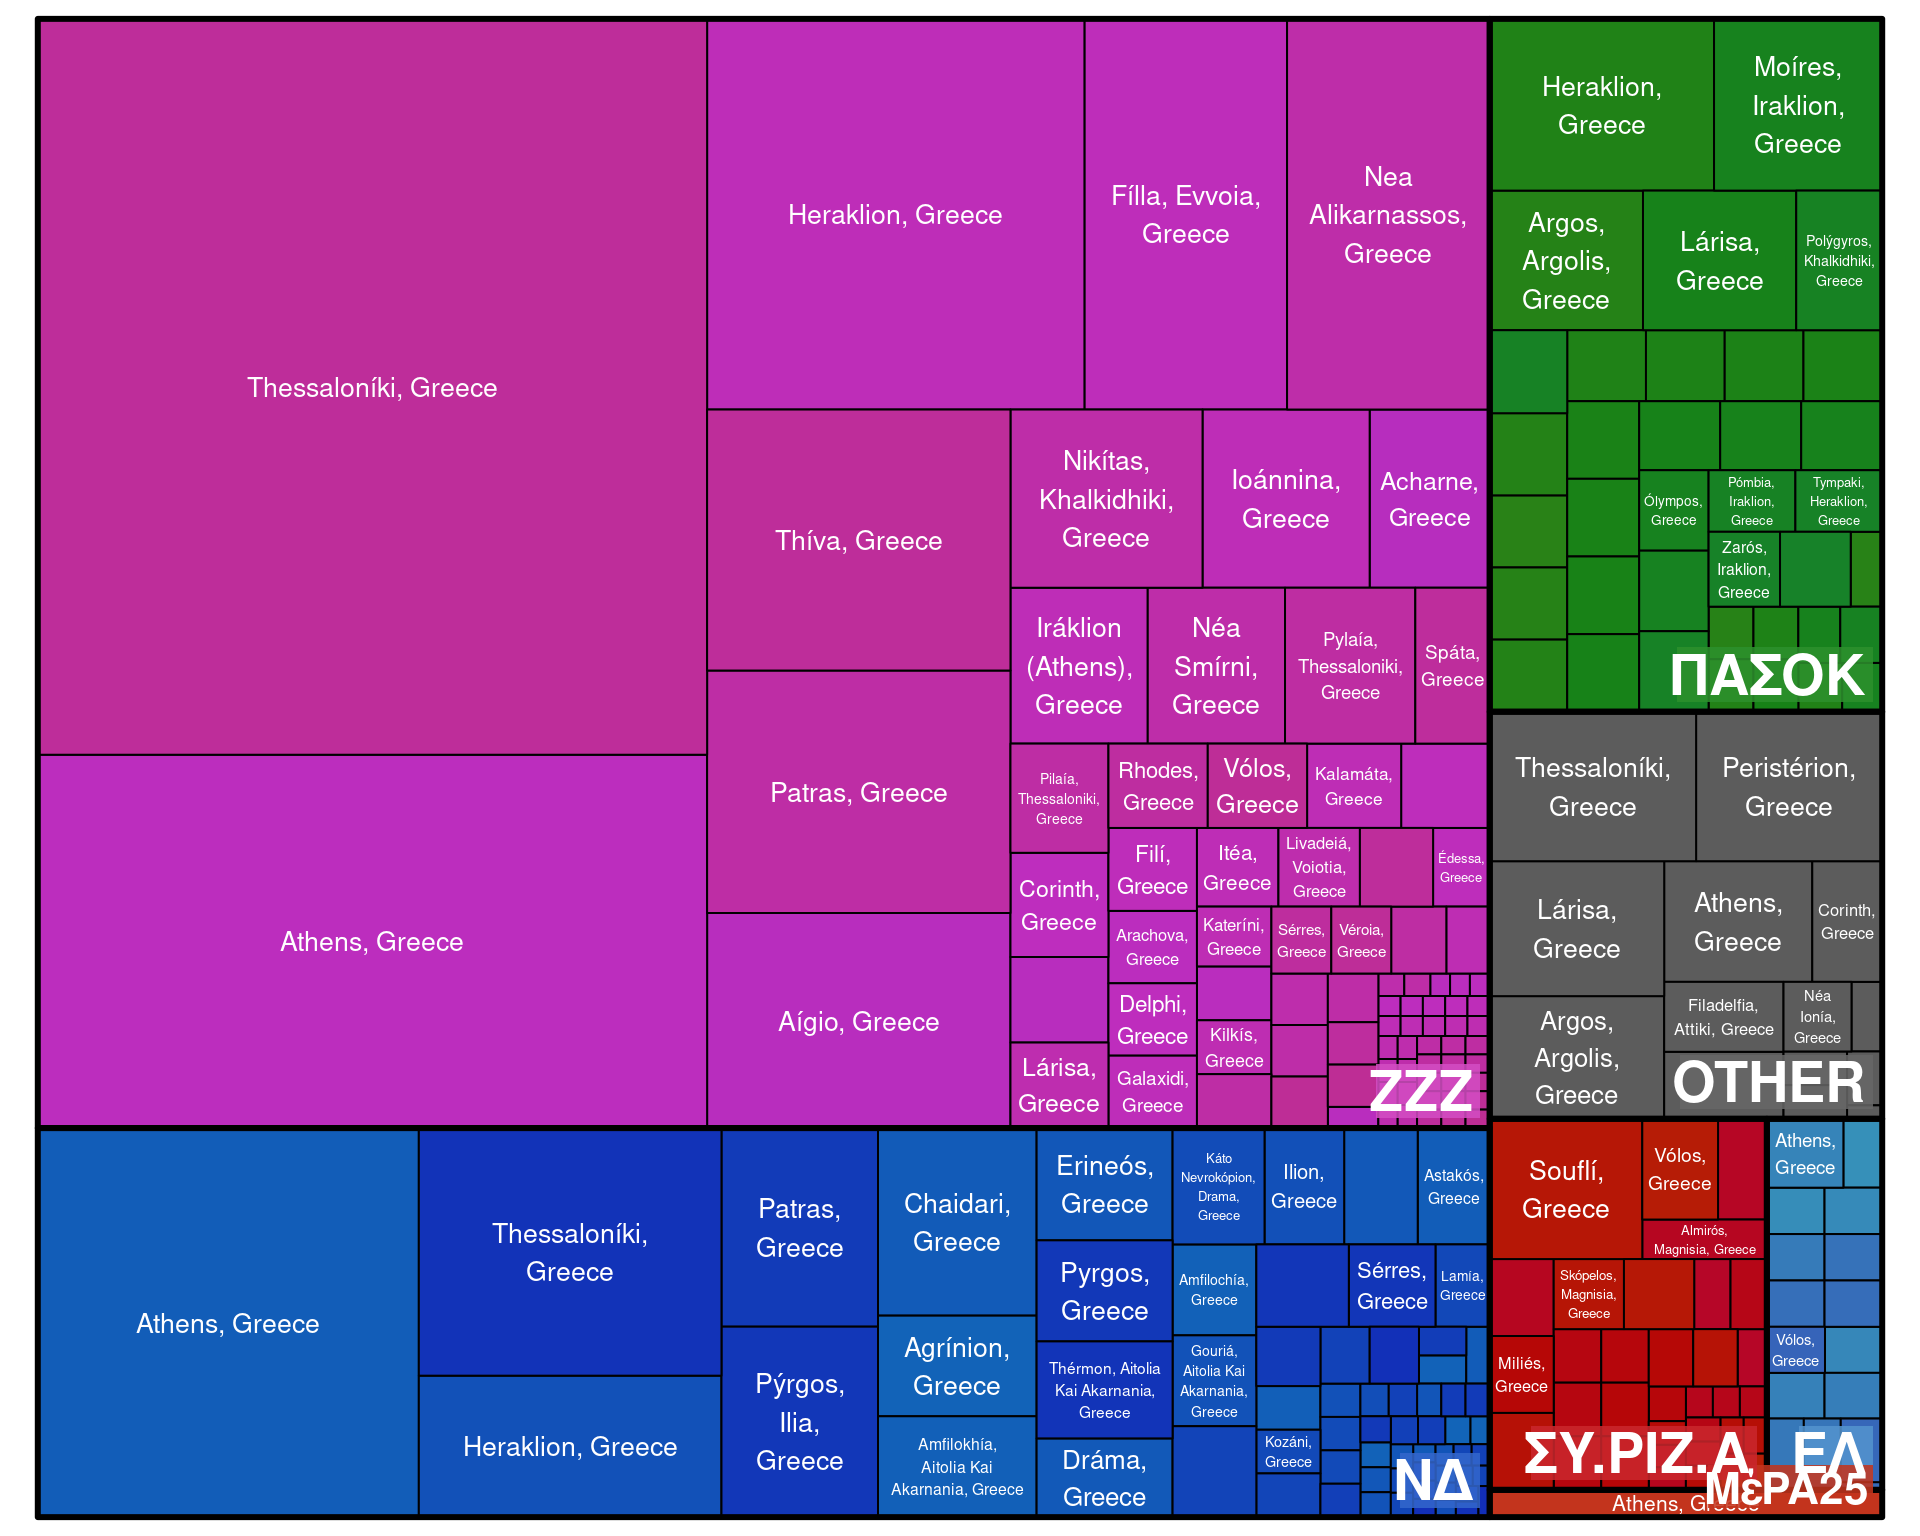 Thessaloníki, Greece
Athens, Greece
Heraklion, Greece
Fílla, Evvoia,
Greece
Nea
Alikarnassos,
Greece
Thíva, Greece
Patras, Greece
Aígio, Greece
Nikítas,
Khalkidhiki,
Greece
Ioánnina,
Greece
Acharne,
Greece
Iráklion
(Athens),
Greece
Néa
Smírni,
Greece
Pylaía,
Thessaloniki,
Greece
Spáta,
Greece
Pilaía,
Thessaloniki,
Greece
Rhodes,
Greece
Vólos,
Greece
Kalamáta,
Greece
Corinth,
Greece
Filí,
Greece
Itéa,
Greece
Livadeiá,
Voiotia,
Greece
Édessa,
Greece
Arachova,
Greece
Kateríni,
Greece
Sérres,
Greece
Véroia,
Greece
Delphi,
Greece
Kilkís,
Greece
Lárisa,
Greece
Galaxidi,
Greece
ZZZ
Athens, Greece
Thessaloníki,
Greece
Heraklion, Greece
Patras,
Greece
Pýrgos,
Ilia,
Greece
Chaidari,
Greece
Agrínion,
Greece
Amfilokhía,
Aitolia Kai
Akarnania, Greece
Erineós,
Greece
Pyrgos,
Greece
Thérmon, Aitolia
Kai Akarnania,
Greece
Dráma,
Greece
Káto
Nevrokópion,
Drama,
Greece
Ilion,
Greece
Astakós,
Greece
Amfilochía,
Greece
Sérres,
Greece
Lamía,
Greece
Gouriá,
Aitolia Kai
Akarnania,
Greece
Kozáni,
Greece
ΝΔ
Heraklion,
Greece
Moíres,
Iraklion,
Greece
Argos,
Argolis,
Greece
Lárisa,
Greece
Polýgyros,
Khalkidhiki,
Greece
Ólympos,
Greece
Pómbia,
Iraklion,
Greece
Tympaki,
Heraklion,
Greece
Zarós,
Iraklion,
Greece
ΠΑΣΟΚ
Thessaloníki,
Greece
Peristérion,
Greece
Lárisa,
Greece
Athens,
Greece
Corinth,
Greece
Argos,
Argolis,
Greece
Filadelfia,
Attiki, Greece
Néa
Ionía,
Greece
OTHER
Souflí,
Greece
Vólos,
Greece
Almirós,
Magnisia, Greece
Skópelos,
Magnisia,
Greece
Miliés,
Greece
ΣΥ.ΡΙΖ.Α.
Athens,
Greece
Vólos,
Greece
ΕΛ
Athens, Greece
ΜέΡΑ25